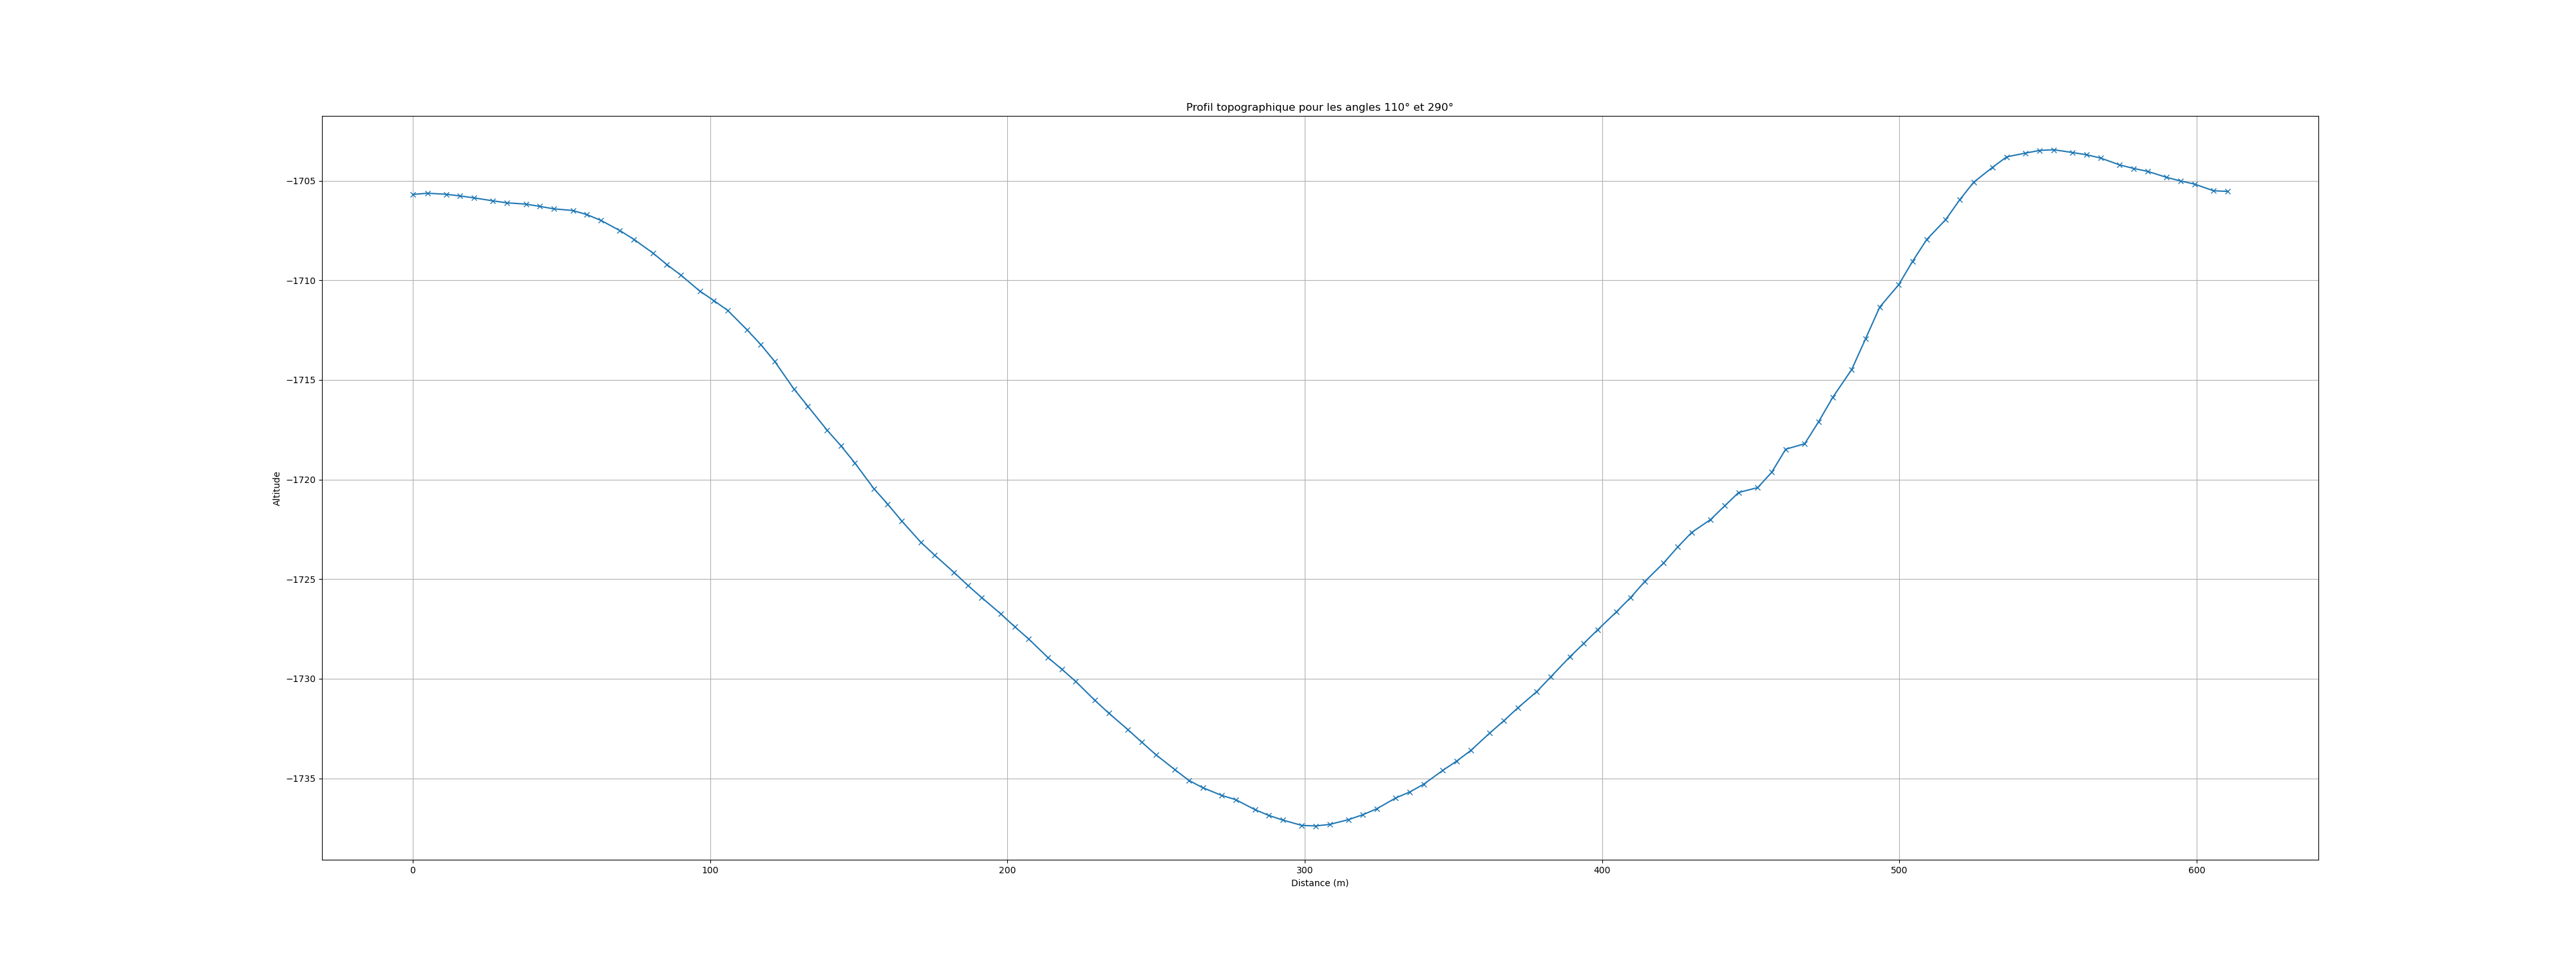 Profil topographique pour les angles 110° et 290°
Altitude
−1705
−1710
−1715
−1720
−1725
−1730
−1735
0 100 200 300 400 500 600
Distance (m)